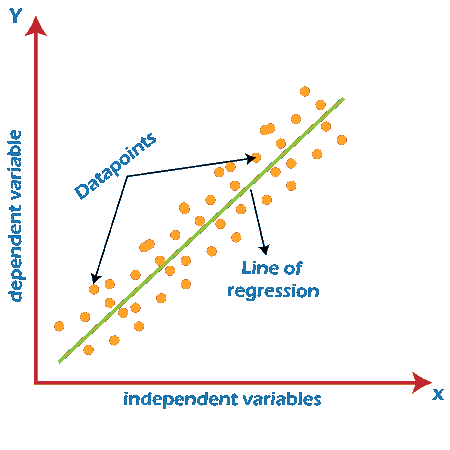 Y
dependent variable
Datapoints
Line of
regression
independent variables
x